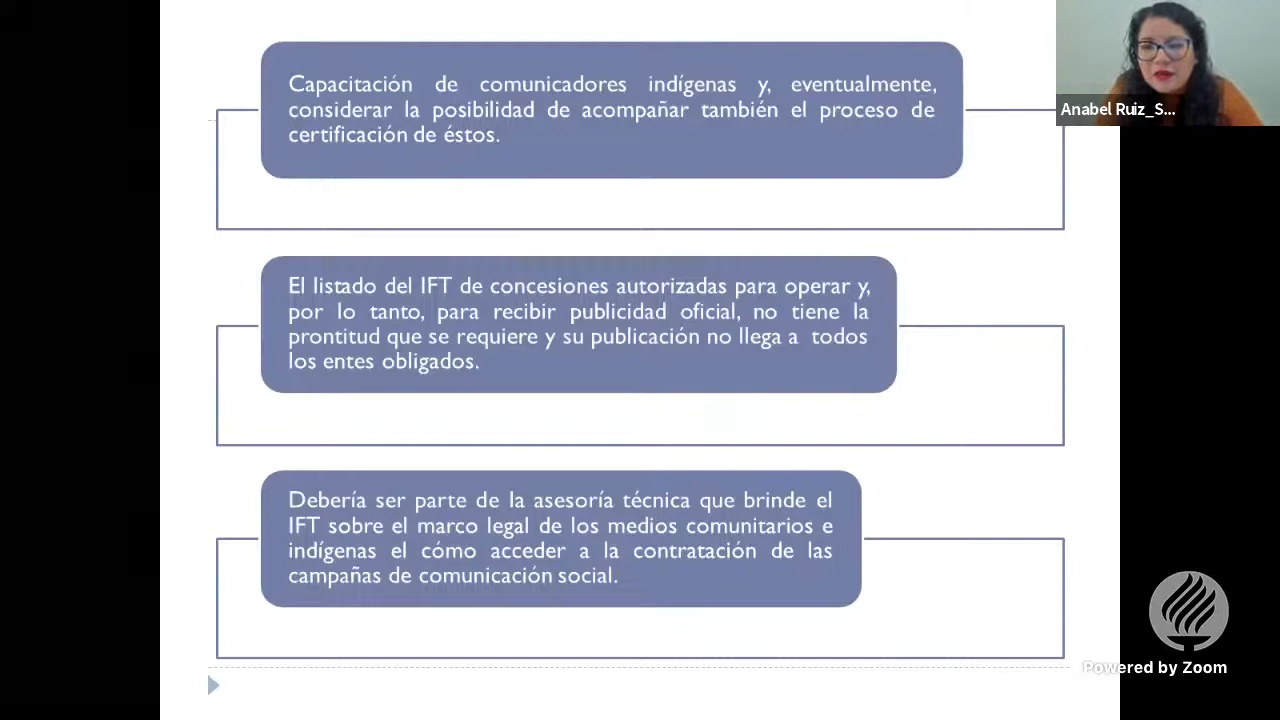 Capacitación de comunicadores indígenas y, eventualmente,
considerar la posibilidad de acompañar también el proceso de
certificación de éstos.
El listado del IFT de concesiones autorizadas para operar y,
por lo tanto, para recibir publicidad oficial, no tiene la
prontitud que se requiere y su publicación no llega a todos
los entes obligados.
Debería ser parte de la asesoría técnica que brinde el
IFT sobre el marco legal de los medios comunitarios e
indígenas el cómo acceder a la contratación de las
campañas de comunicación social.
Anabel Ruiz_S...
Powered by Zoom